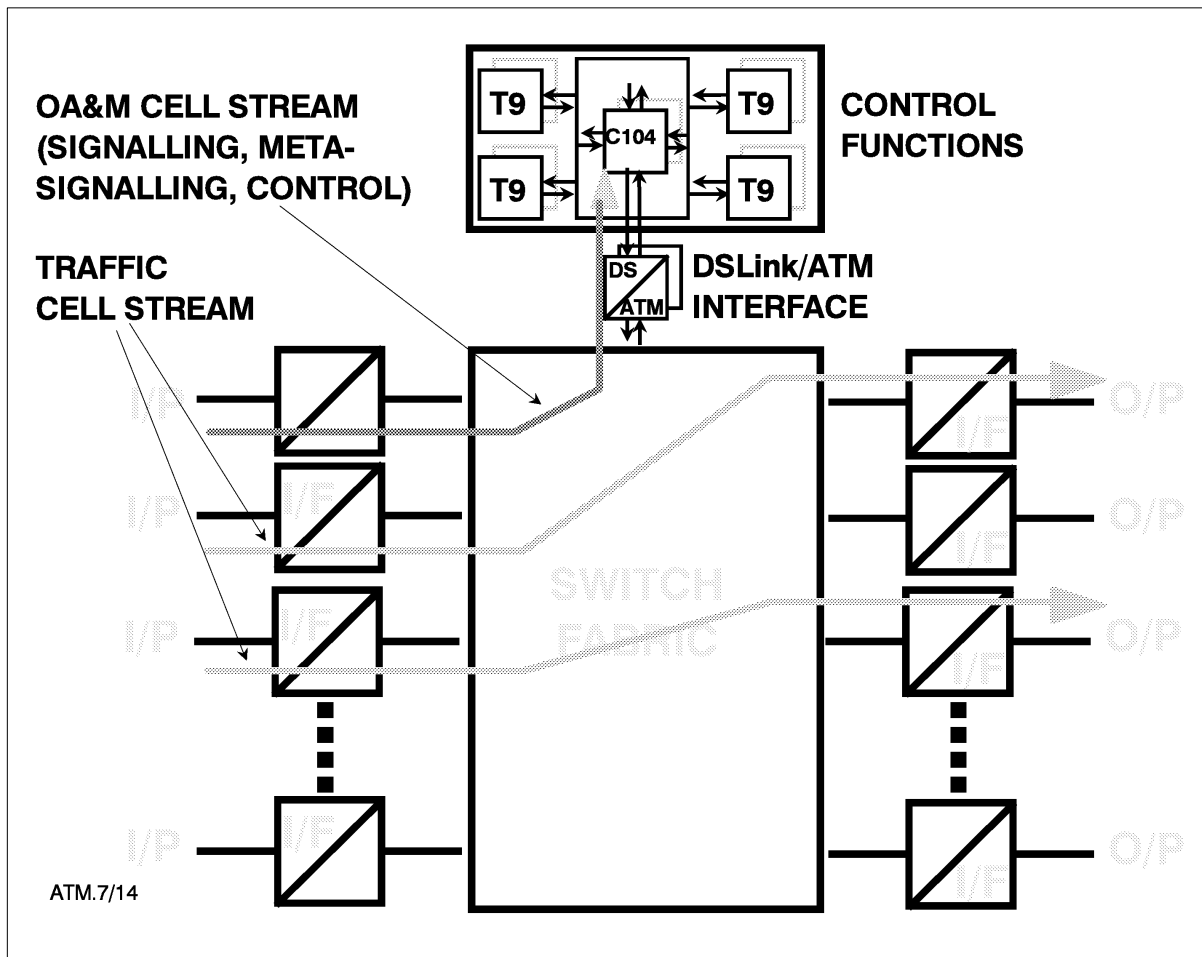 OA&M CELL STREAM
(SIGNALLING, META-
SIGNALLING, CONTROL)
TRAFFIC
CELL STREAM
T9
T9
C104
T9
T9
CONTROL
FUNCTIONS
DS
ATM
DSLink/ATM
INTERFACE
I/P
I/F
O/P
I/P
I/F
I/F
O/P
SWITCH
FABRIC
I/P
I/F
I/F
O/P
I/P
I/F
I/F
O/P
ATM.7/14